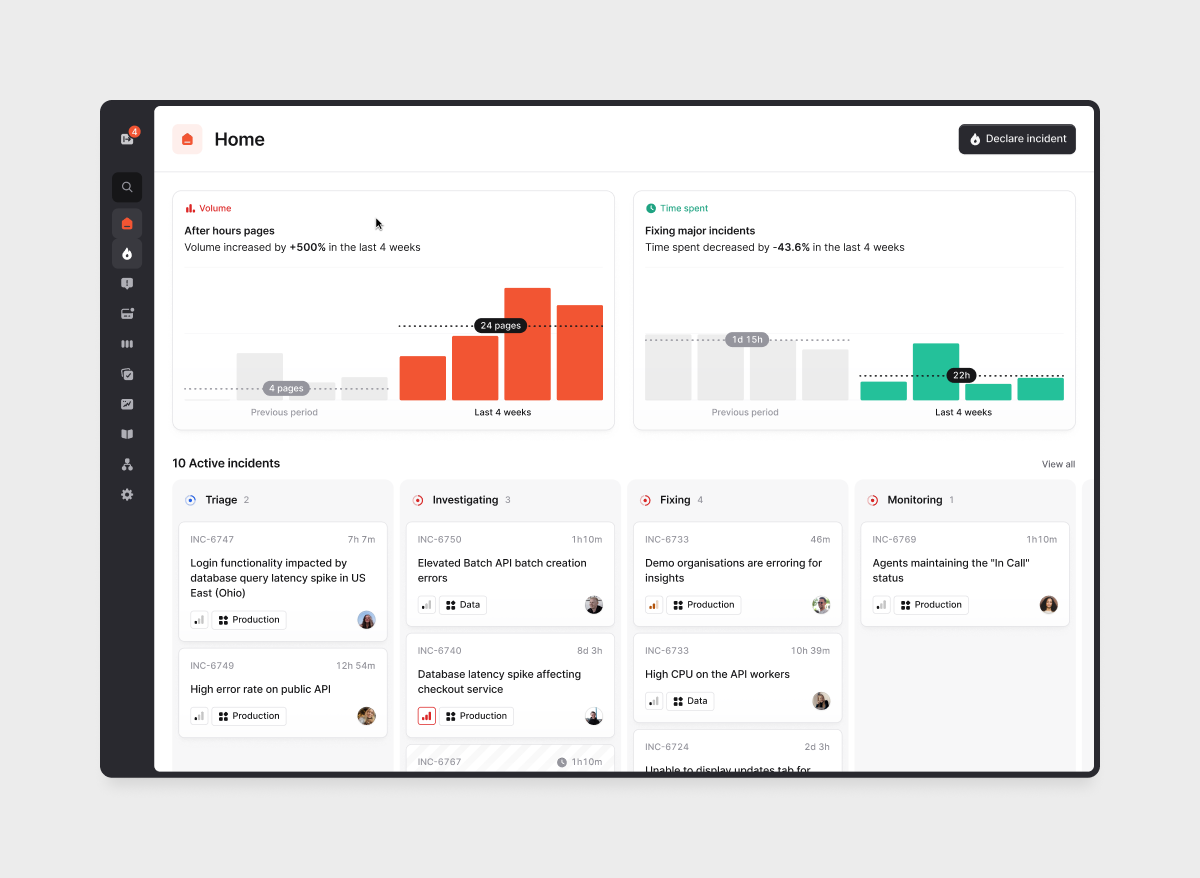 4
Home
Declare incident
Volume
After hours pages
Volume increased by +500% in the last 4 weeks
24 pages
4 pages
Previous period
Last 4 weeks
Time spent
Fixing major incidents
Time spent decreased by -43.6% in the last 4 weeks
1d 15h
22h
Previous period
Last 4 weeks
10 Active incidents
View all
Triage 2
INC-6747 7h 7m
Login functionality impacted by
database query latency spike in US
East (Ohio)
Production
INC-6749 12h 54m
High error rate on public API
Production
Investigating 3
INC-6750 1h10m
Elevated Batch API batch creation
errors
Data
INC-6740 8d 3h
Database latency spike affecting
checkout service
Production
INC-6767 1h10m
Fixing 4
INC-6733 46m
Demo organisations are erroring for
insights
Production
INC-6733 10h 39m
High CPU on the API workers
Data
INC-6724 2d 3h
Unable to display updates tab for
Monitoring 1
INC-6769 1h10m
Agents maintaining the "In Call"
status
Production